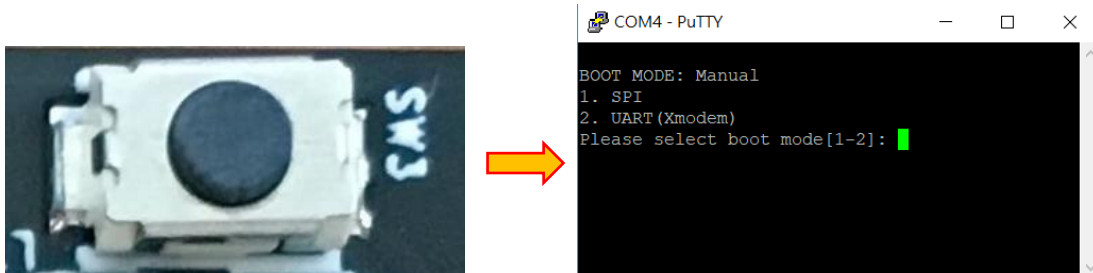 SW3
COM4 - PuTTY
BOOT MODE: Manual
1. SPI
2. UART(Xmodem)
Please select boot mode[1-2]: